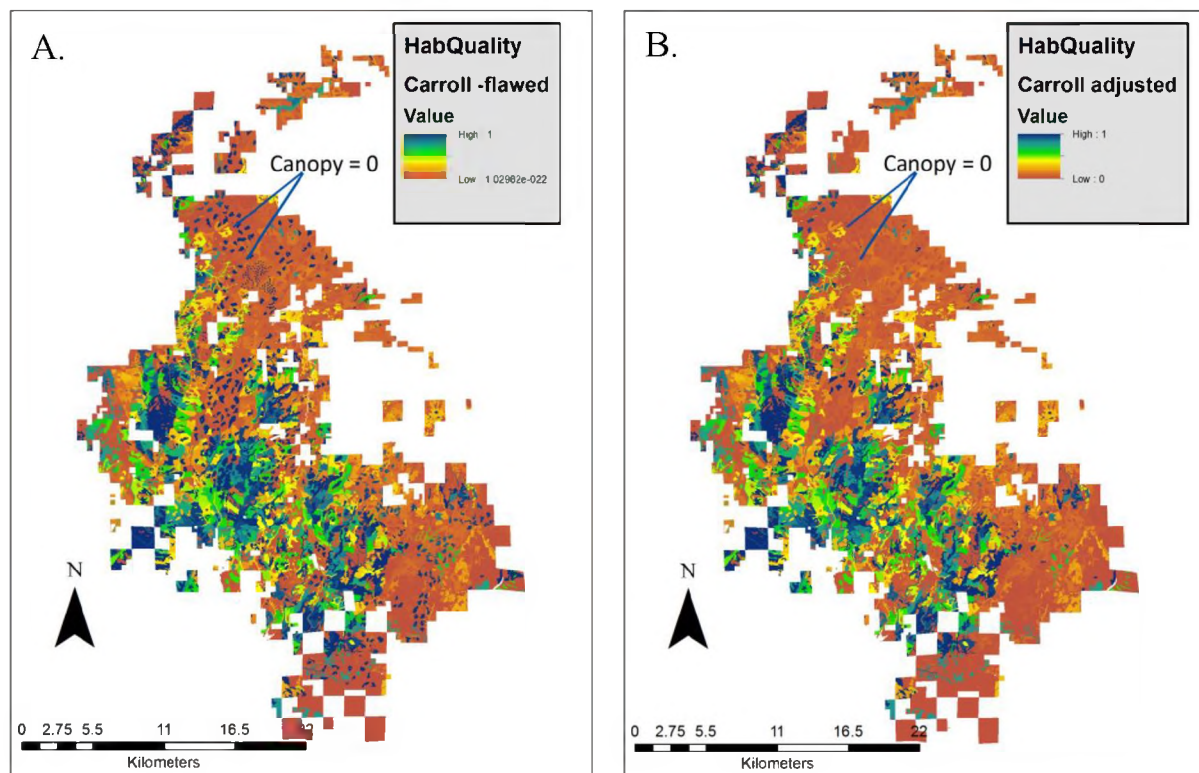 A.
HabQuality
Carroll -flawed
Value
High 1
Low 1 02962e-022
Canopy = 0
N
0 2.75 5.5 11 16.5 22
Kilometers
B.
HabQuality
Carroll adjusted
Value
High : 1
Low : 0
Canopy = 0
N
0 2.75 5.5 11 16.5 22
Kilometers